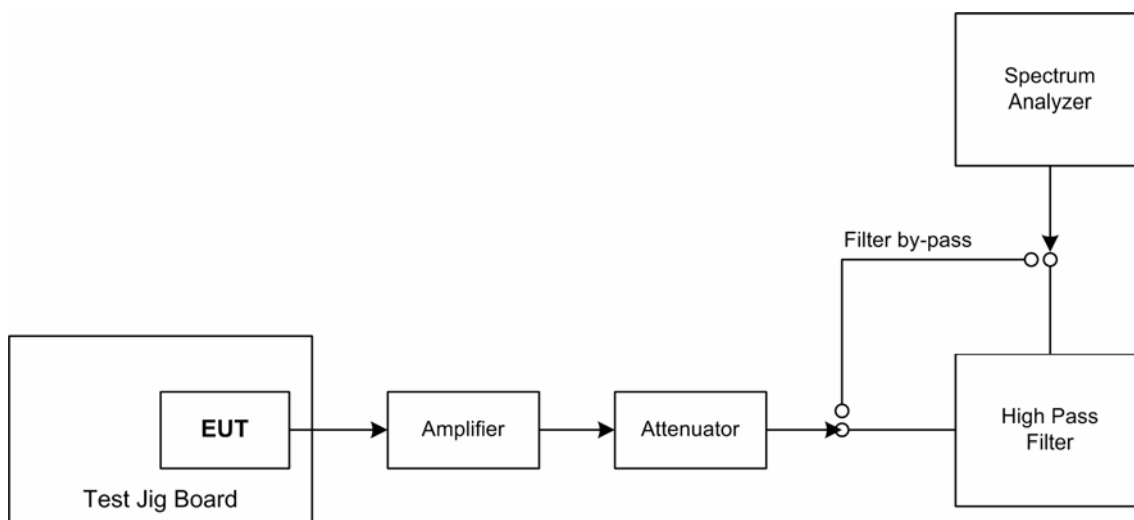 Spectrum
Analyzer
Filter by-pass
EUT
Amplifier
Attenuator
High Pass
Filter
Test Jig Board